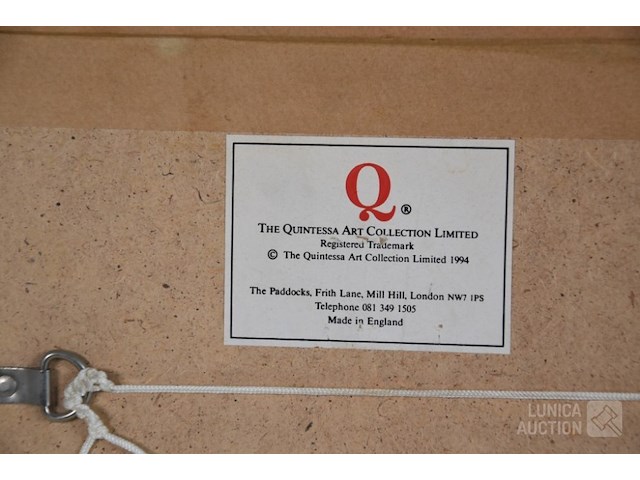 Q ®
THE QUINTESSA ART COLLECTION LIMITED
Registered Trademark
© The Quintessa Art Collection Limited 1994
The Paddocks, Frith Lane, Mill Hill, London NW7 1PS
Telephone 081 349 1505
Made in England
LUNICA
AUCTION